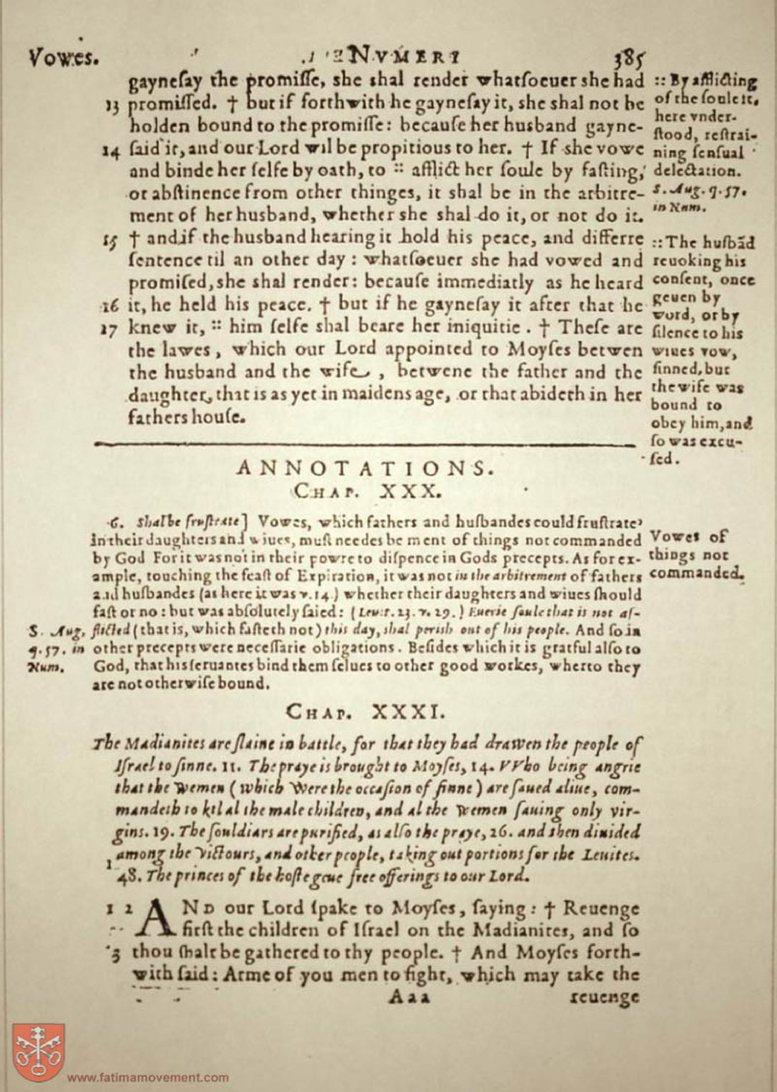 Vowes.
NVMERI
385
gaynesay the promisse, she shal render whatsoeuer she had
13 promissed. † but if forthwith he gaynesay it, she shal not be
holden bound to the promisse: because her husband gayne-
14 said it, and our Lord wil be propitious to her. † If she vowe
and binde her selfe by oath, to :: afflict her soule by fasting,
or abstinence from other thinges, it shal be in the arbitre-
ment of her husband, whether she shal do it, or not do it.
15 † and if the husband hearing it hold his peace, and differre
sentence til an other day: whatsoeuer she had vowed and
promised, she shal render: because immediatly as he heard
16 it, he held his peace. † but if he gaynesay it after that he
17 knew it, :: him selfe shal beare her iniquitie. † These are
the lawes, which our Lord appointed to Moyses betwen
the husband and the wife, betwene the father and the
daughter, that is as yet in maidens age, or that abideth in her
fathers house.
:: By afflicting
of the soule is,
here vnder-
stood, restrai-
ning sensual
delectation.
S. Aug. q. 57.
in Num.
:: The husbād
reuoking his
consent, once
geuen by
word, or by
silence to his
wiues vow,
sinned, but
the wife was
bound to
obey him, and
so was excu-
sed.
ANNOTATIONS.
CHAP. XXX.
6. Shal be frustrate] Vowes, which fathers and husbandes could frustrate
in their daughters and wiues, must needes be ment of things not commanded
by God For it was not in their powre to dispence in Gods precepts. As for ex-
ample, touching the feast of Expiration, it was not in the arbitrement of fathers
and husbandes (as here it was v. 14.) whether their daughters and wiues should
fast or no: but was absolutely saied: (Leuit. 23. v. 29.) Euerie soule that is not af-
flicted (that is, which fasteth not) this day, shal perish out of his people. And so in
other precepts were necessarie obligations. Besides which it is grateful also to
God, that his seruantes bind them selues to other good workes, wherto they
are not otherwise bound.
Vowes of
things not
commanded.
S. Aug.
q. 57. in
Num.
CHAP. XXXI.
The Madianites are slaine in battle, for that they had drawen the people of
Israel to sinne. 11. The praye is brought to Moyses, 14. VVho being angrie
that the wemen (which were the occasion of sinne) are saued aliue, com-
mandeth to kil al the male children, and al the wemen sauing only vir-
gins. 19. The souldiars are purified, as also the praye, 26. and then diuided
among the victours, and other people, taking out portions for the Leuites.
48. The princes of the hoste geue free offerings to our Lord.
1 2 AND our Lord spake to Moyses, saying: † Reuenge
first the children of Israel on the Madianites, and so
3 thou shalt be gathered to thy people. † And Moyses forth-
with said: Arme of you men to fight, which may take the
Aaa
reuenge
www.fatimamovement.com